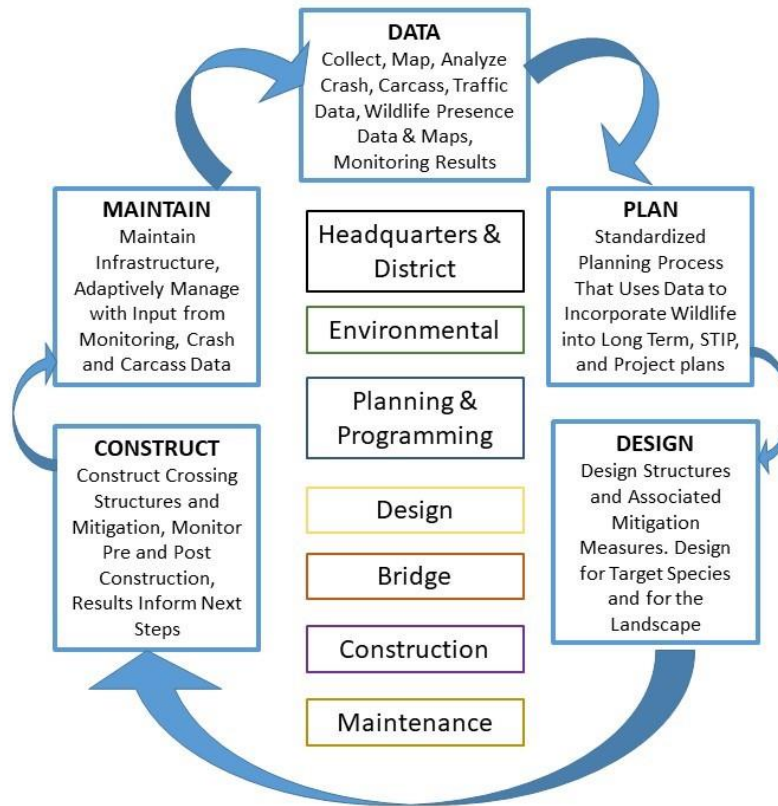 DATA
Collect, Map, Analyze
Crash, Carcass, Traffic
Data, Wildlife Presence
Data & Maps,
Monitoring Results
PLAN
Standardized
Planning Process
That Uses Data to
Incorporate Wildlife
into Long Term, STIP,
and Project plans
DESIGN
Design Structures
and Associated
Mitigation
Measures. Design
for Target Species
and for the
Landscape
CONSTRUCT
Construct Crossing
Structures and
Mitigation, Monitor
Pre and Post
Construction,
Results Inform Next
Steps
MAINTAIN
Maintain
Infrastructure,
Adaptively Manage
with Input from
Monitoring, Crash
and Carcass Data
Headquarters &
District
Environmental
Planning &
Programming
Design
Bridge
Construction
Maintenance